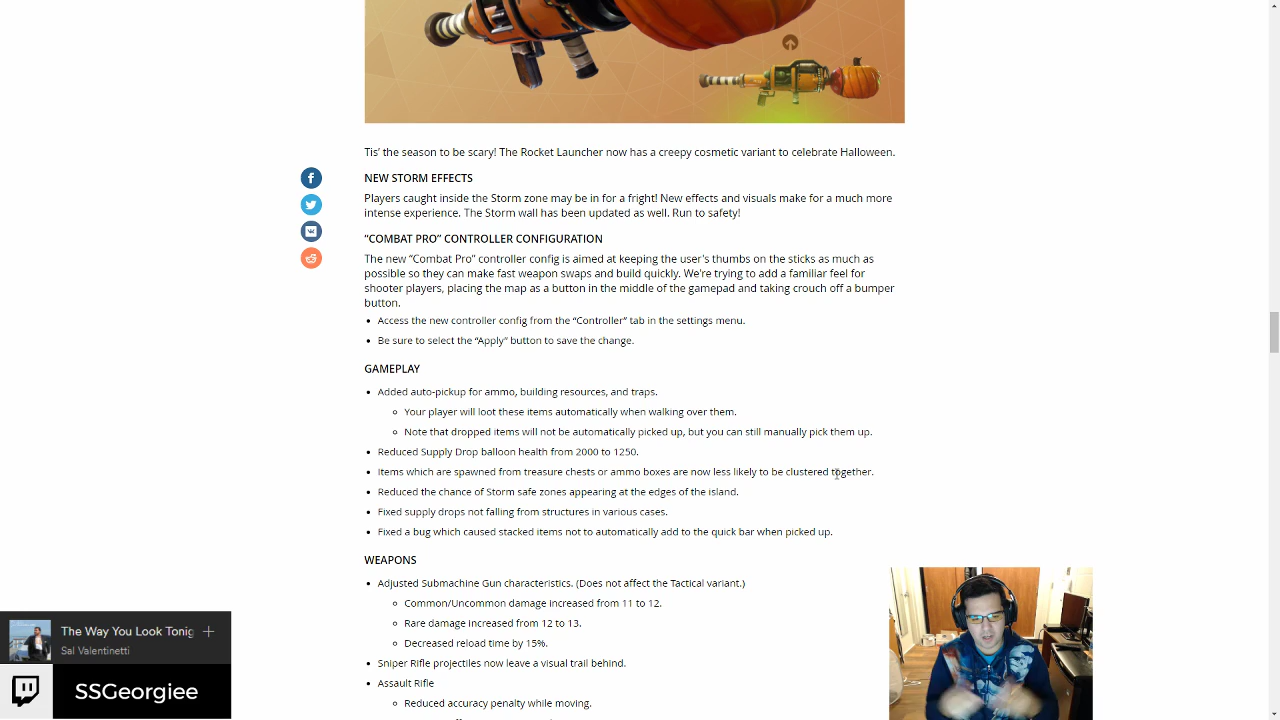 Tis’ the season to be scary! The Rocket Launcher now has a creepy cosmetic variant to celebrate Halloween.
NEW STORM EFFECTS
Players caught inside the Storm zone may be in for a fright! New effects and visuals make for a much more
intense experience. The Storm wall has been updated as well. Run to safety!
“COMBAT PRO” CONTROLLER CONFIGURATION
The new “Combat Pro” controller config is aimed at keeping the user’s thumbs on the sticks as much as
possible so they can make fast weapon swaps and build quickly. We’re trying to add a familiar feel for
shooter players, placing the map as a button in the middle of the gamepad and taking crouch off a bumper
button.
Access the new controller config from the “Controller” tab in the settings menu.
Be sure to select the “Apply” button to save the change.
GAMEPLAY
Added auto-pickup for ammo, building resources, and traps.
Your player will loot these items automatically when walking over them.
Note that dropped items will not be automatically picked up, but you can still manually pick them up.
Reduced Supply Drop balloon health from 2000 to 1250.
Items which are spawned from treasure chests or ammo boxes are now less likely to be clustered together.
Reduced the chance of Storm safe zones appearing at the edges of the island.
Fixed supply drops not falling from structures in various cases.
Fixed a bug which caused stacked items not to automatically add to the quick bar when picked up.
WEAPONS
Adjusted Submachine Gun characteristics. (Does not affect the Tactical variant.)
Common/Uncommon damage increased from 11 to 12.
Rare damage increased from 12 to 13.
Decreased reload time by 15%.
Sniper Rifle projectiles now leave a visual trail behind.
Assault Rifle
Reduced accuracy penalty while moving.
The Way You Look Tonig
Sal Valentinetti
SSGeorgiee